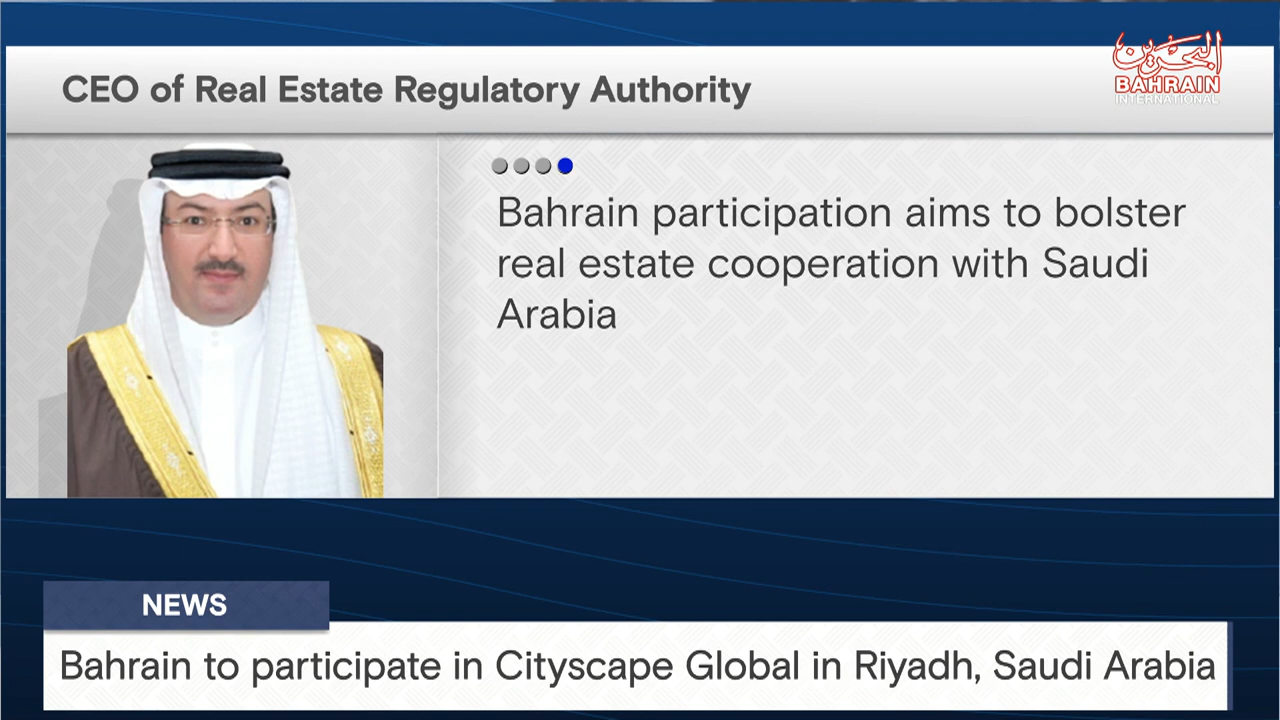 CEO of Real Estate Regulatory Authority
البحرين
BAHRAIN
INTERNATIONAL
Bahrain participation aims to bolster
real estate cooperation with Saudi
Arabia
NEWS
Bahrain to participate in Cityscape Global in Riyadh, Saudi Arabia